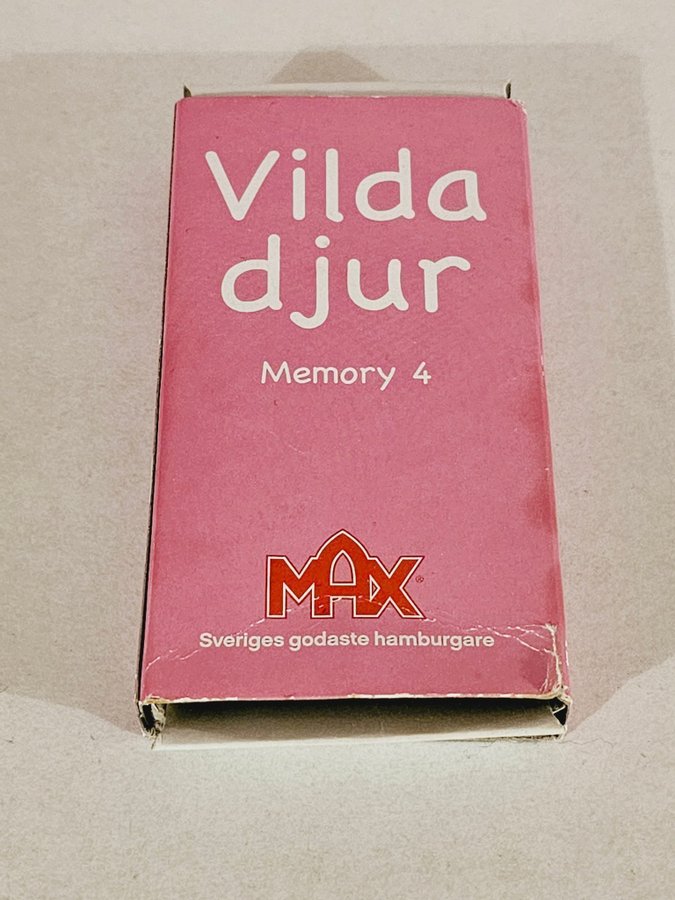 Vilda
djur
Memory 4
MAX®
Sveriges godaste hamburgare